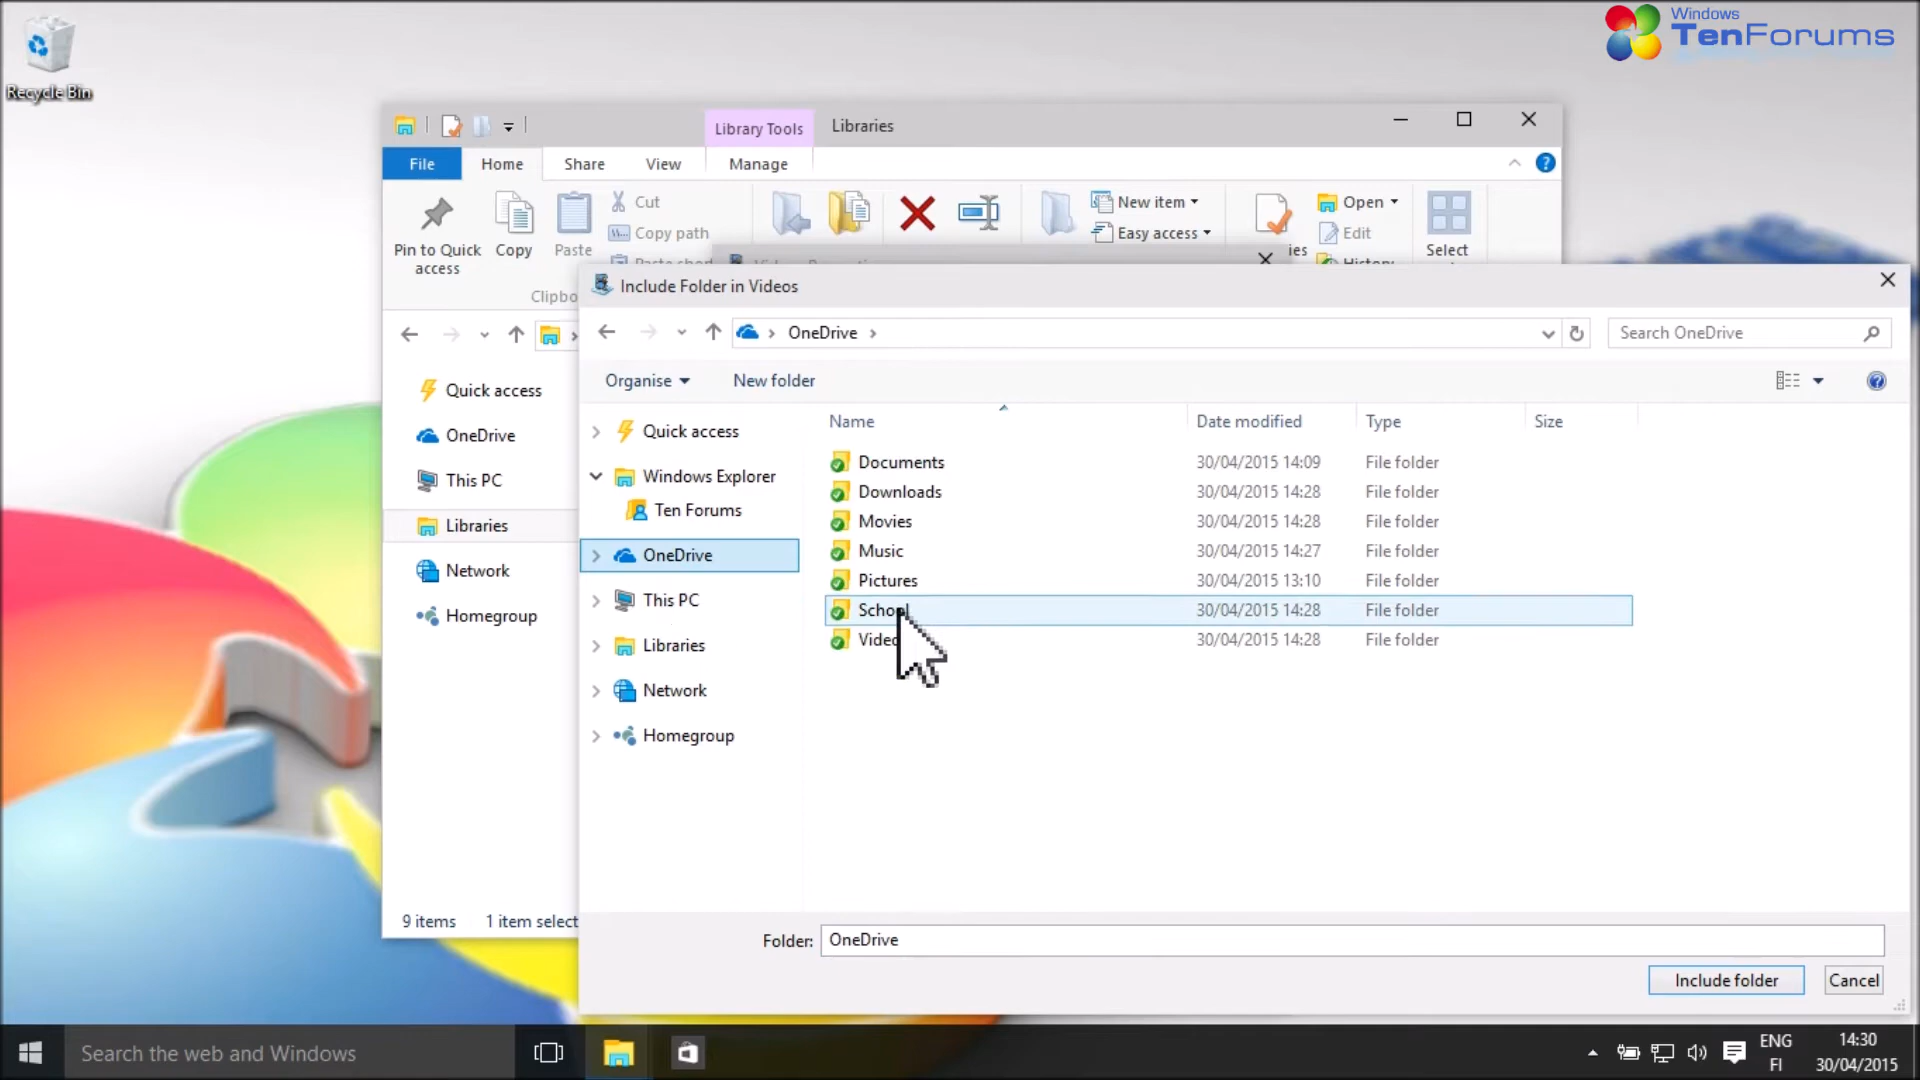 Windows
TenForums
Recycle Bin
Library Tools
Libraries
File
Home
Share
View
Manage
Pin to Quick access
Copy
Paste
Cut
Copy path
New item
Easy access
Open
Edit
History
Select
Include Folder in Videos
OneDrive
Search OneDrive
Organise
New folder
Quick access
OneDrive
This PC
Libraries
Network
Homegroup
Quick access
Windows Explorer
Ten Forums
OneDrive
This PC
Libraries
Network
Homegroup
Name Date modified Type Size
Documents 30/04/2015 14:09 File folder
Downloads 30/04/2015 14:28 File folder
Movies 30/04/2015 14:28 File folder
Music 30/04/2015 14:27 File folder
Pictures 30/04/2015 13:10 File folder
School 30/04/2015 14:28 File folder
Video 30/04/2015 14:28 File folder
9 items 1 item select
Folder: OneDrive
Include folder
Cancel
Search the web and Windows
ENG
FI
14:30
30/04/2015